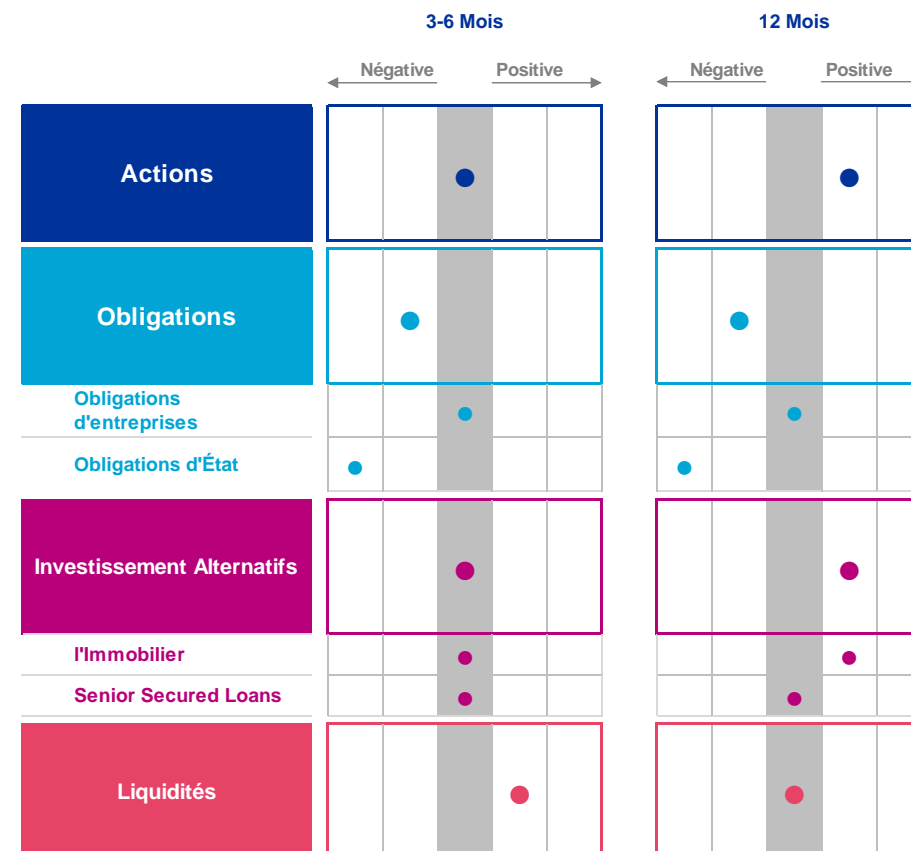 3-6 Mois
12 Mois
Négative
Positive
Négative
Positive
Actions
Obligations
Obligations
d'entreprises
Obligations d'État
Investissement Alternatifs
l'Immobilier
Senior Secured Loans
Liquidités